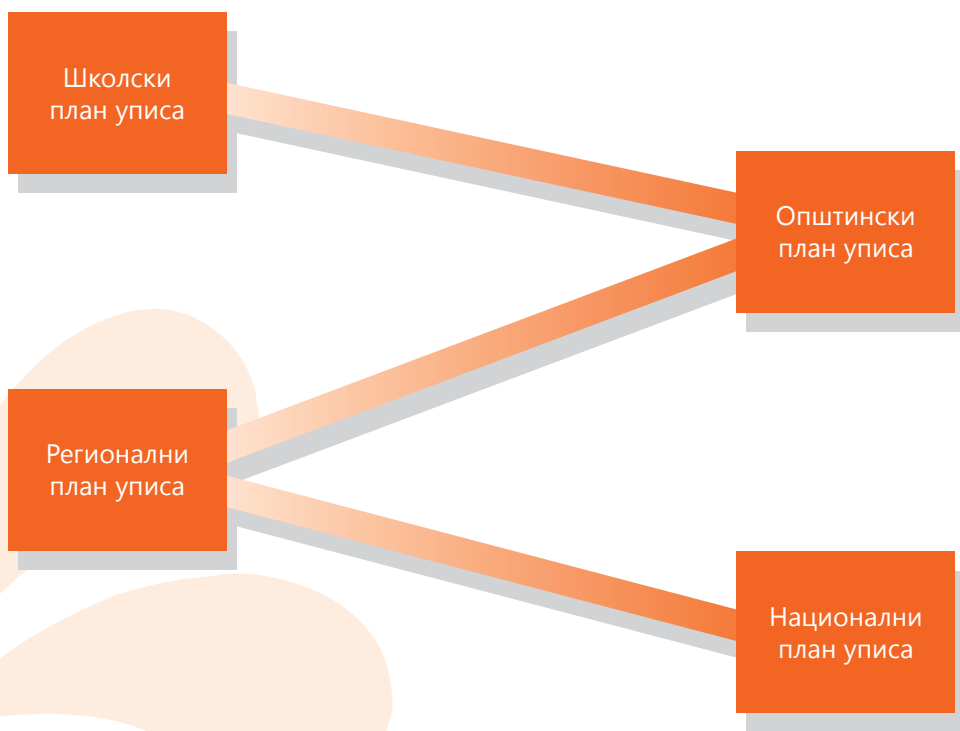 Школски
план уписа
Општински
план уписа
Регионални
план уписа
Национални
план уписа